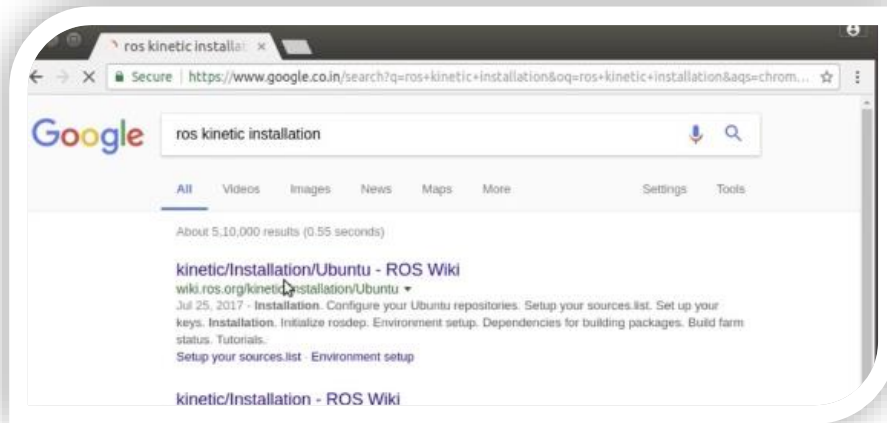 ros kinetic installat
Secure | https://www.google.co.in/search?q=ros+kinetic+installation&oq=ros+kinetic+installation&aqs=chrom...
Google
ros kinetic installation
All Videos Images News Maps More Settings Tools
About 5,10,000 results (0.55 seconds)
kinetic/Installation/Ubuntu - ROS Wiki
wiki.ros.org/kinetic/Installation/Ubuntu
Jul 25, 2017 - Installation. Configure your Ubuntu repositories. Setup your sources.list. Set up your
keys. Installation. Initialize rosdep. Environment setup. Dependencies for building packages. Build farm
status. Tutorials.
Setup your sources.list · Environment setup
kinetic/Installation - ROS Wiki